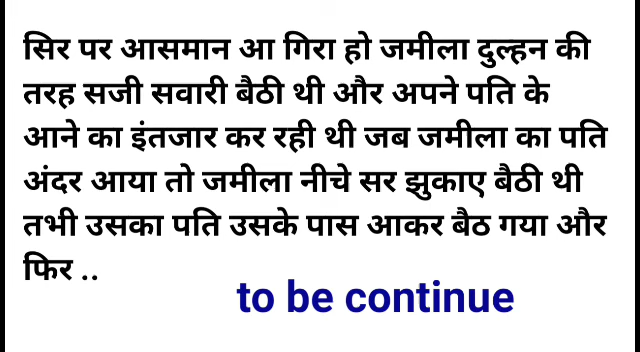 सिर पर आसमान आ गिरा हो जमीला दुल्हन की
तरह सजी सवारी बैठी थी और अपने पति के
आने का इंतजार कर रही थी जब जमीला का पति
अंदर आया तो जमीला नीचे सर झुकाए बैठी थी
तभी उसका पति उसके पास आकर बैठ गया और
फिर ..
to be continue